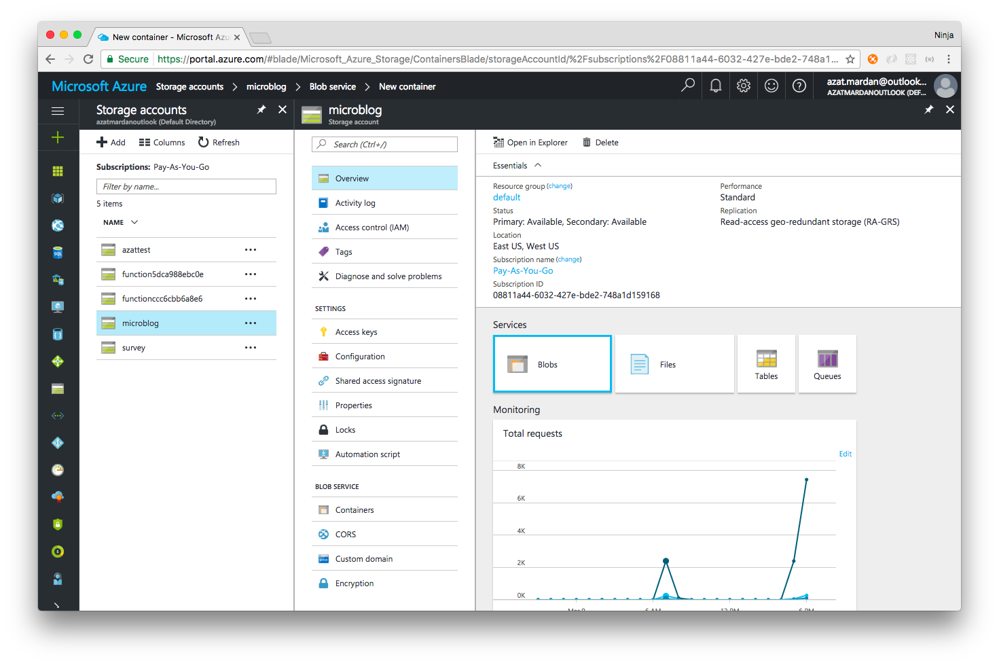 New container - Microsoft Azu
Ninja
Secure
https://portal.azure.com/#blade/Microsoft_Azure_Storage/ContainersBlade/storageAccountId/%2Fsubscriptions%2F08811a44-6032-427e-bde2-748a1...
Microsoft Azure
Storage accounts
microblog
Blob service
New container
azat.mardan@outlook...
AZATMARDANOUTLOOK (DEF...
Storage accounts
azatmardanoutlook (Default Directory)
Add
Columns
Refresh
Subscriptions: Pay-As-You-Go
Filter by name...
5 items
NAME
azattest
function5dca988ebc0e
functionccc6cbb6a8e6
microblog
survey
microblog
Storage account
Search (Ctrl+/)
Overview
Activity log
Access control (IAM)
Tags
Diagnose and solve problems
SETTINGS
Access keys
Configuration
Shared access signature
Properties
Locks
Automation script
BLOB SERVICE
Containers
CORS
Custom domain
Encryption
Open in Explorer
Delete
Essentials
Resource group (change)
default
Status
Primary: Available, Secondary: Available
Location
East US, West US
Subscription name (change)
Pay-As-You-Go
Subscription ID
08811a44-6032-427e-bde2-748a1d159168
Performance
Standard
Replication
Read-access geo-redundant storage (RA-GRS)
Services
Blobs
Files
Tables
Queues
Monitoring
Total requests
Edit
8K
6K
4K
2K
0K
6 AM
12 PM
6 PM